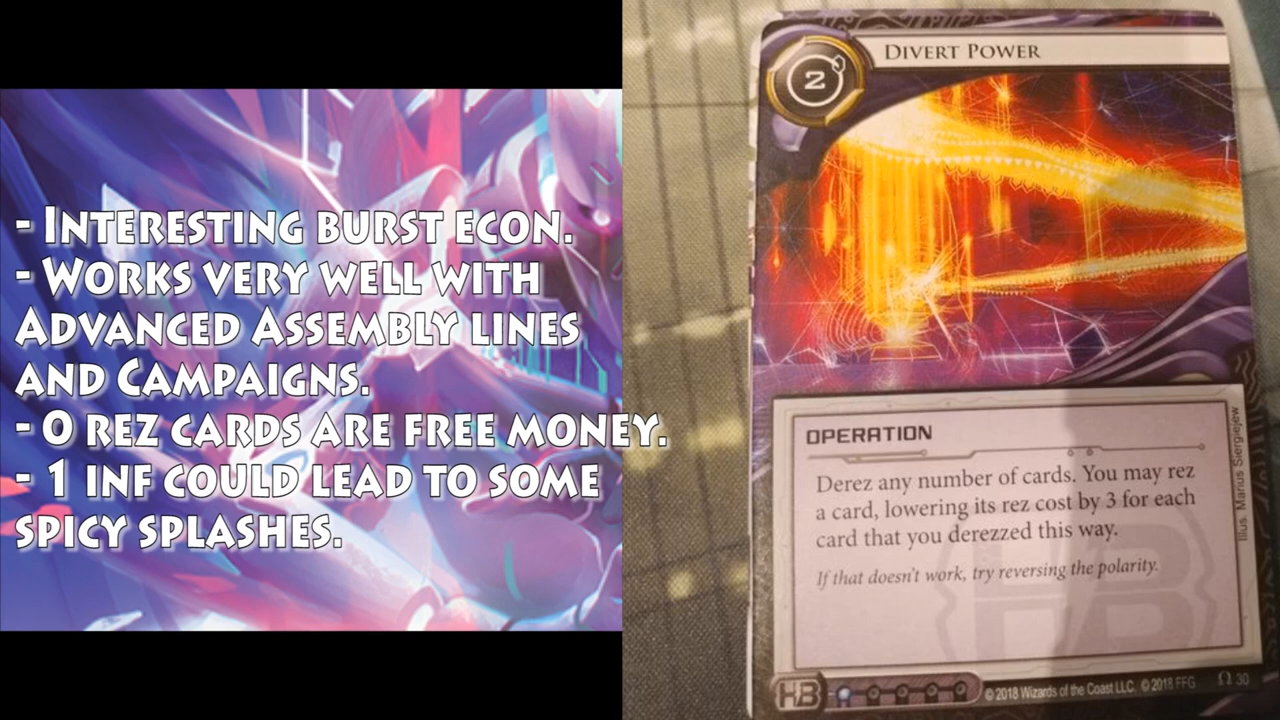 - Interesting burst econ.
- Works very well with
Advanced Assembly lines
and Campaigns.
- 0 rez cards are free money.
- 1 inf could lead to some
spicy splashes.
2
Divert Power
OPERATION
Derez any number of cards. You may rez
a card, lowering its rez cost by 3 for each
card that you derezzed this way.
If that doesn't work, try reversing the polarity.
Illus. Marius Siergiejew
HB
HB
© 2018 Wizards of the Coast LLC. © 2018 FFG
Ω 30